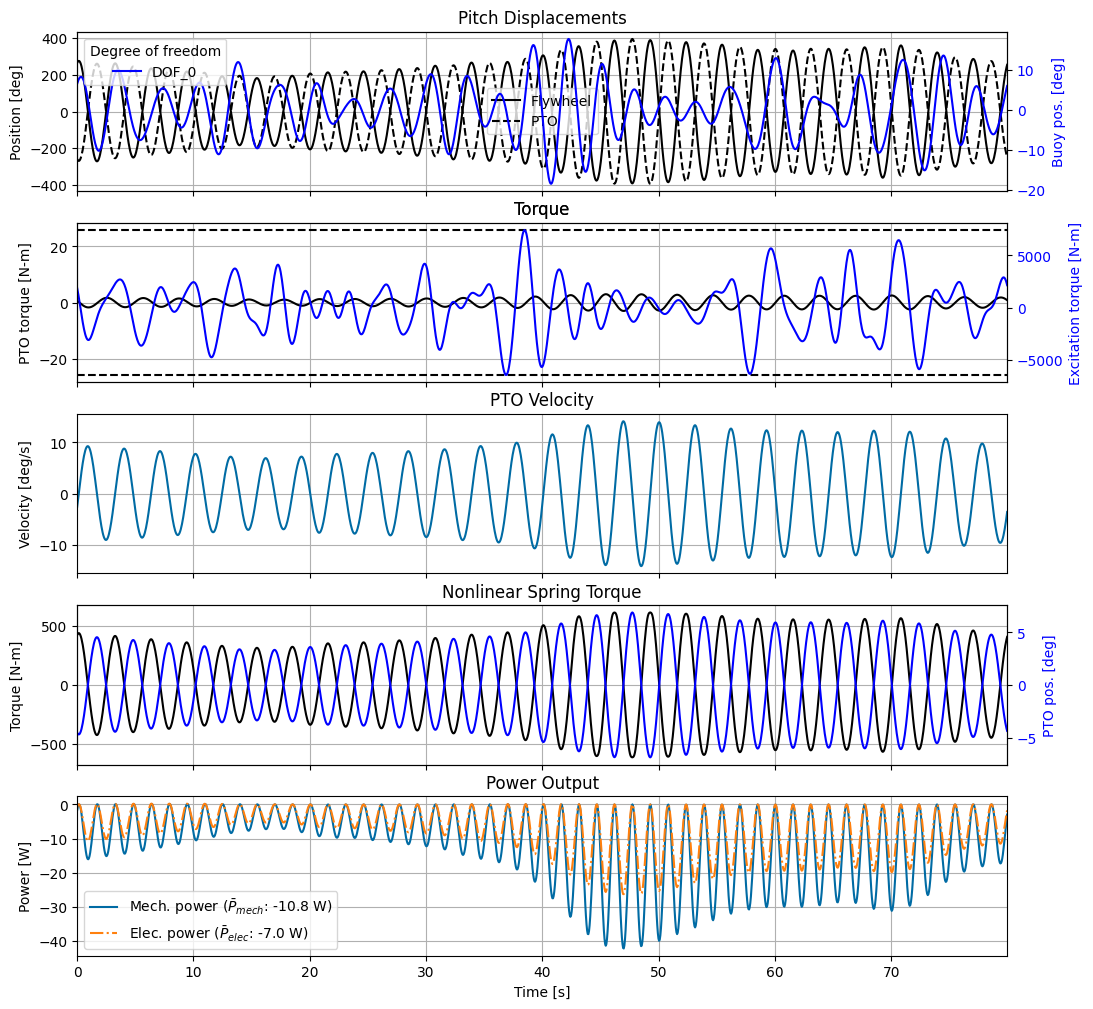 Pitch Displacements
Position [deg]
400
200
0
−200
−400
Degree of freedom
DOF_0
Flywheel
PTO
10
0
−10
−20
Buoy pos. [deg]
Torque
PTO torque [N-m]
20
0
−20
5000
0
−5000
Excitation torque [N-m]
PTO Velocity
Velocity [deg/s]
10
0
−10
Nonlinear Spring Torque
Torque [N-m]
500
0
−500
5
0
−5
PTO pos. [deg]
Power Output
Power [W]
0
−10
−20
−30
−40
Mech. power (P̄mech: -10.8 W)
Elec. power (P̄elec: -7.0 W)
0 10 20 30 40 50 60 70
Time [s]